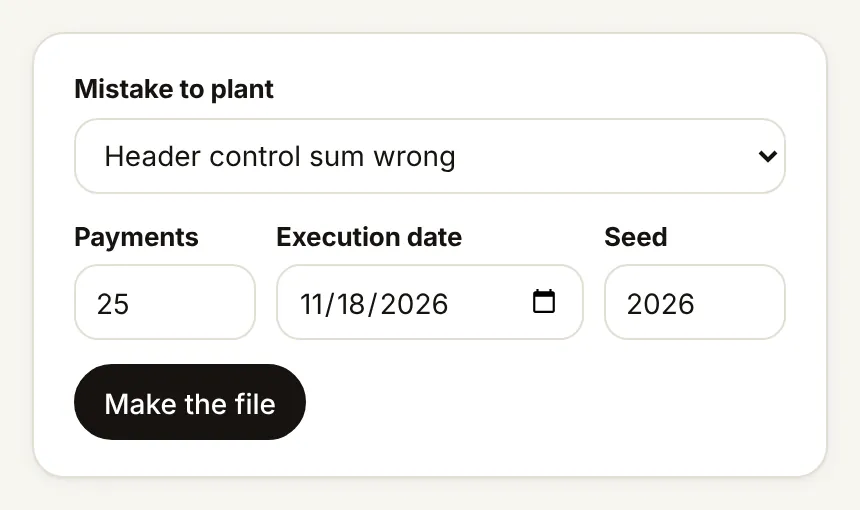 Mistake to plant
Header control sum wrong
Payments Execution date Seed
25 11/18/2026 2026
Make the file